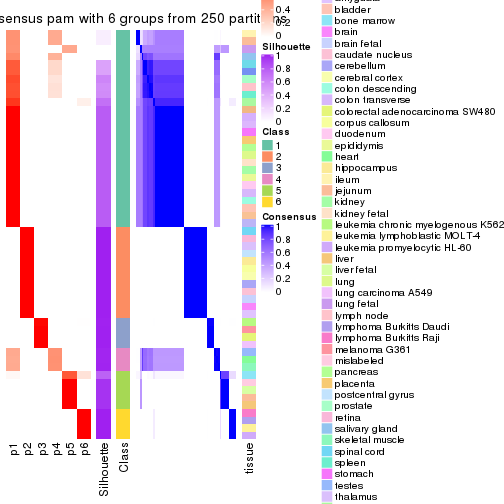 sensus pam with 6 groups from 250 partitions
0.4
0.2
0
Silhouette
1
0.8
0.6
0.4
0.2
0
Class
1
2
3
4
5
6
Consensus
1
0.8
0.6
0.4
0.2
0
p1
p2
p3
p4
p5
p6
Silhouette
Class
tissue
bladder
bone marrow
brain
brain fetal
caudate nucleus
cerebellum
cerebral cortex
colon descending
colon transverse
colorectal adenocarcinoma SW480
corpus callosum
duodenum
epididymis
heart
hippocampus
ileum
jejunum
kidney
kidney fetal
leukemia chronic myelogenous K562
leukemia lymphoblastic MOLT-4
leukemia promyelocytic HL-60
liver
liver fetal
lung
lung carcinoma A549
lung fetal
lymph node
lymphoma Burkitts Daudi
lymphoma Burkitts Raji
melanoma G361
mislabeled
pancreas
placenta
postcentral gyrus
prostate
retina
salivary gland
skeletal muscle
spinal cord
spleen
stomach
testes
thalamus